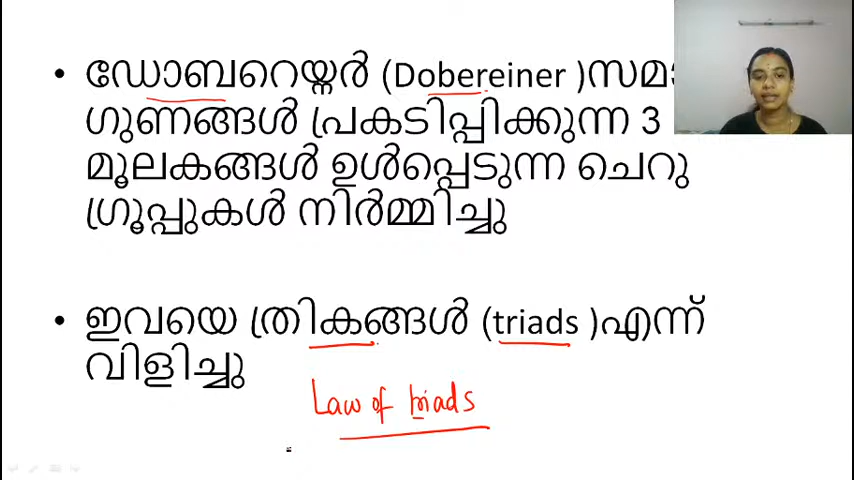 • ഡോബറെയ്നർ (Dobereiner )സമാ
ഗുണങ്ങൾ പ്രകടിപ്പിക്കുന്ന 3
മൂലകങ്ങൾ ഉൾപ്പെടുന്ന ചെറു
ഗ്രൂപ്പുകൾ നിർമ്മിച്ചു
• ഇവയെ ത്രികങ്ങൾ (triads )എന്ന്
വിളിച്ചു
Law of triads